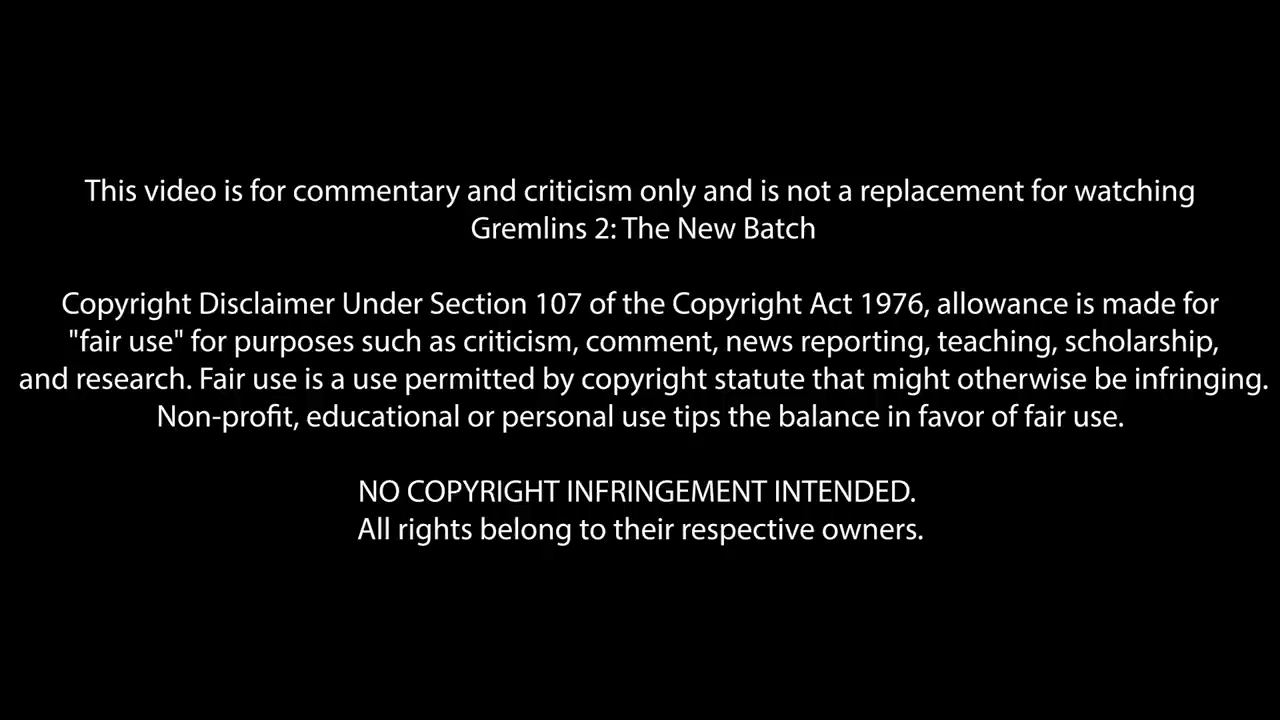 This video is for commentary and criticism only and is not a replacement for watching
Gremlins 2: The New Batch
Copyright Disclaimer Under Section 107 of the Copyright Act 1976, allowance is made for
"fair use" for purposes such as criticism, comment, news reporting, teaching, scholarship,
and research. Fair use is a use permitted by copyright statute that might otherwise be infringing.
Non-profit, educational or personal use tips the balance in favor of fair use.
NO COPYRIGHT INFRINGEMENT INTENDED.
All rights belong to their respective owners.